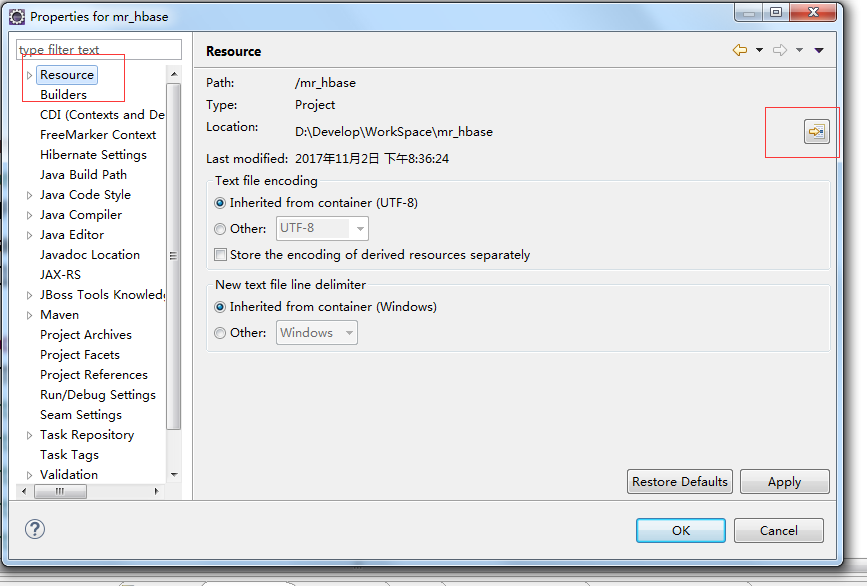 Properties for mr_hbase
type filter text
Resource
Builders
CDI (Contexts and De
FreeMarker Context
Hibernate Settings
Java Build Path
Java Code Style
Java Compiler
Java Editor
Javadoc Location
JAX-RS
JBoss Tools Knowled
Maven
Project Archives
Project Facets
Project References
Run/Debug Settings
Seam Settings
Task Repository
Task Tags
Validation
Resource
Path: /mr_hbase
Type: Project
Location: D:\Develop\WorkSpace\mr_hbase
Last modified: 2017年11月2日 下午8:36:24
Text file encoding
Inherited from container (UTF-8)
Other: UTF-8
Store the encoding of derived resources separately
New text file line delimiter
Inherited from container (Windows)
Other: Windows
Restore Defaults Apply
OK Cancel